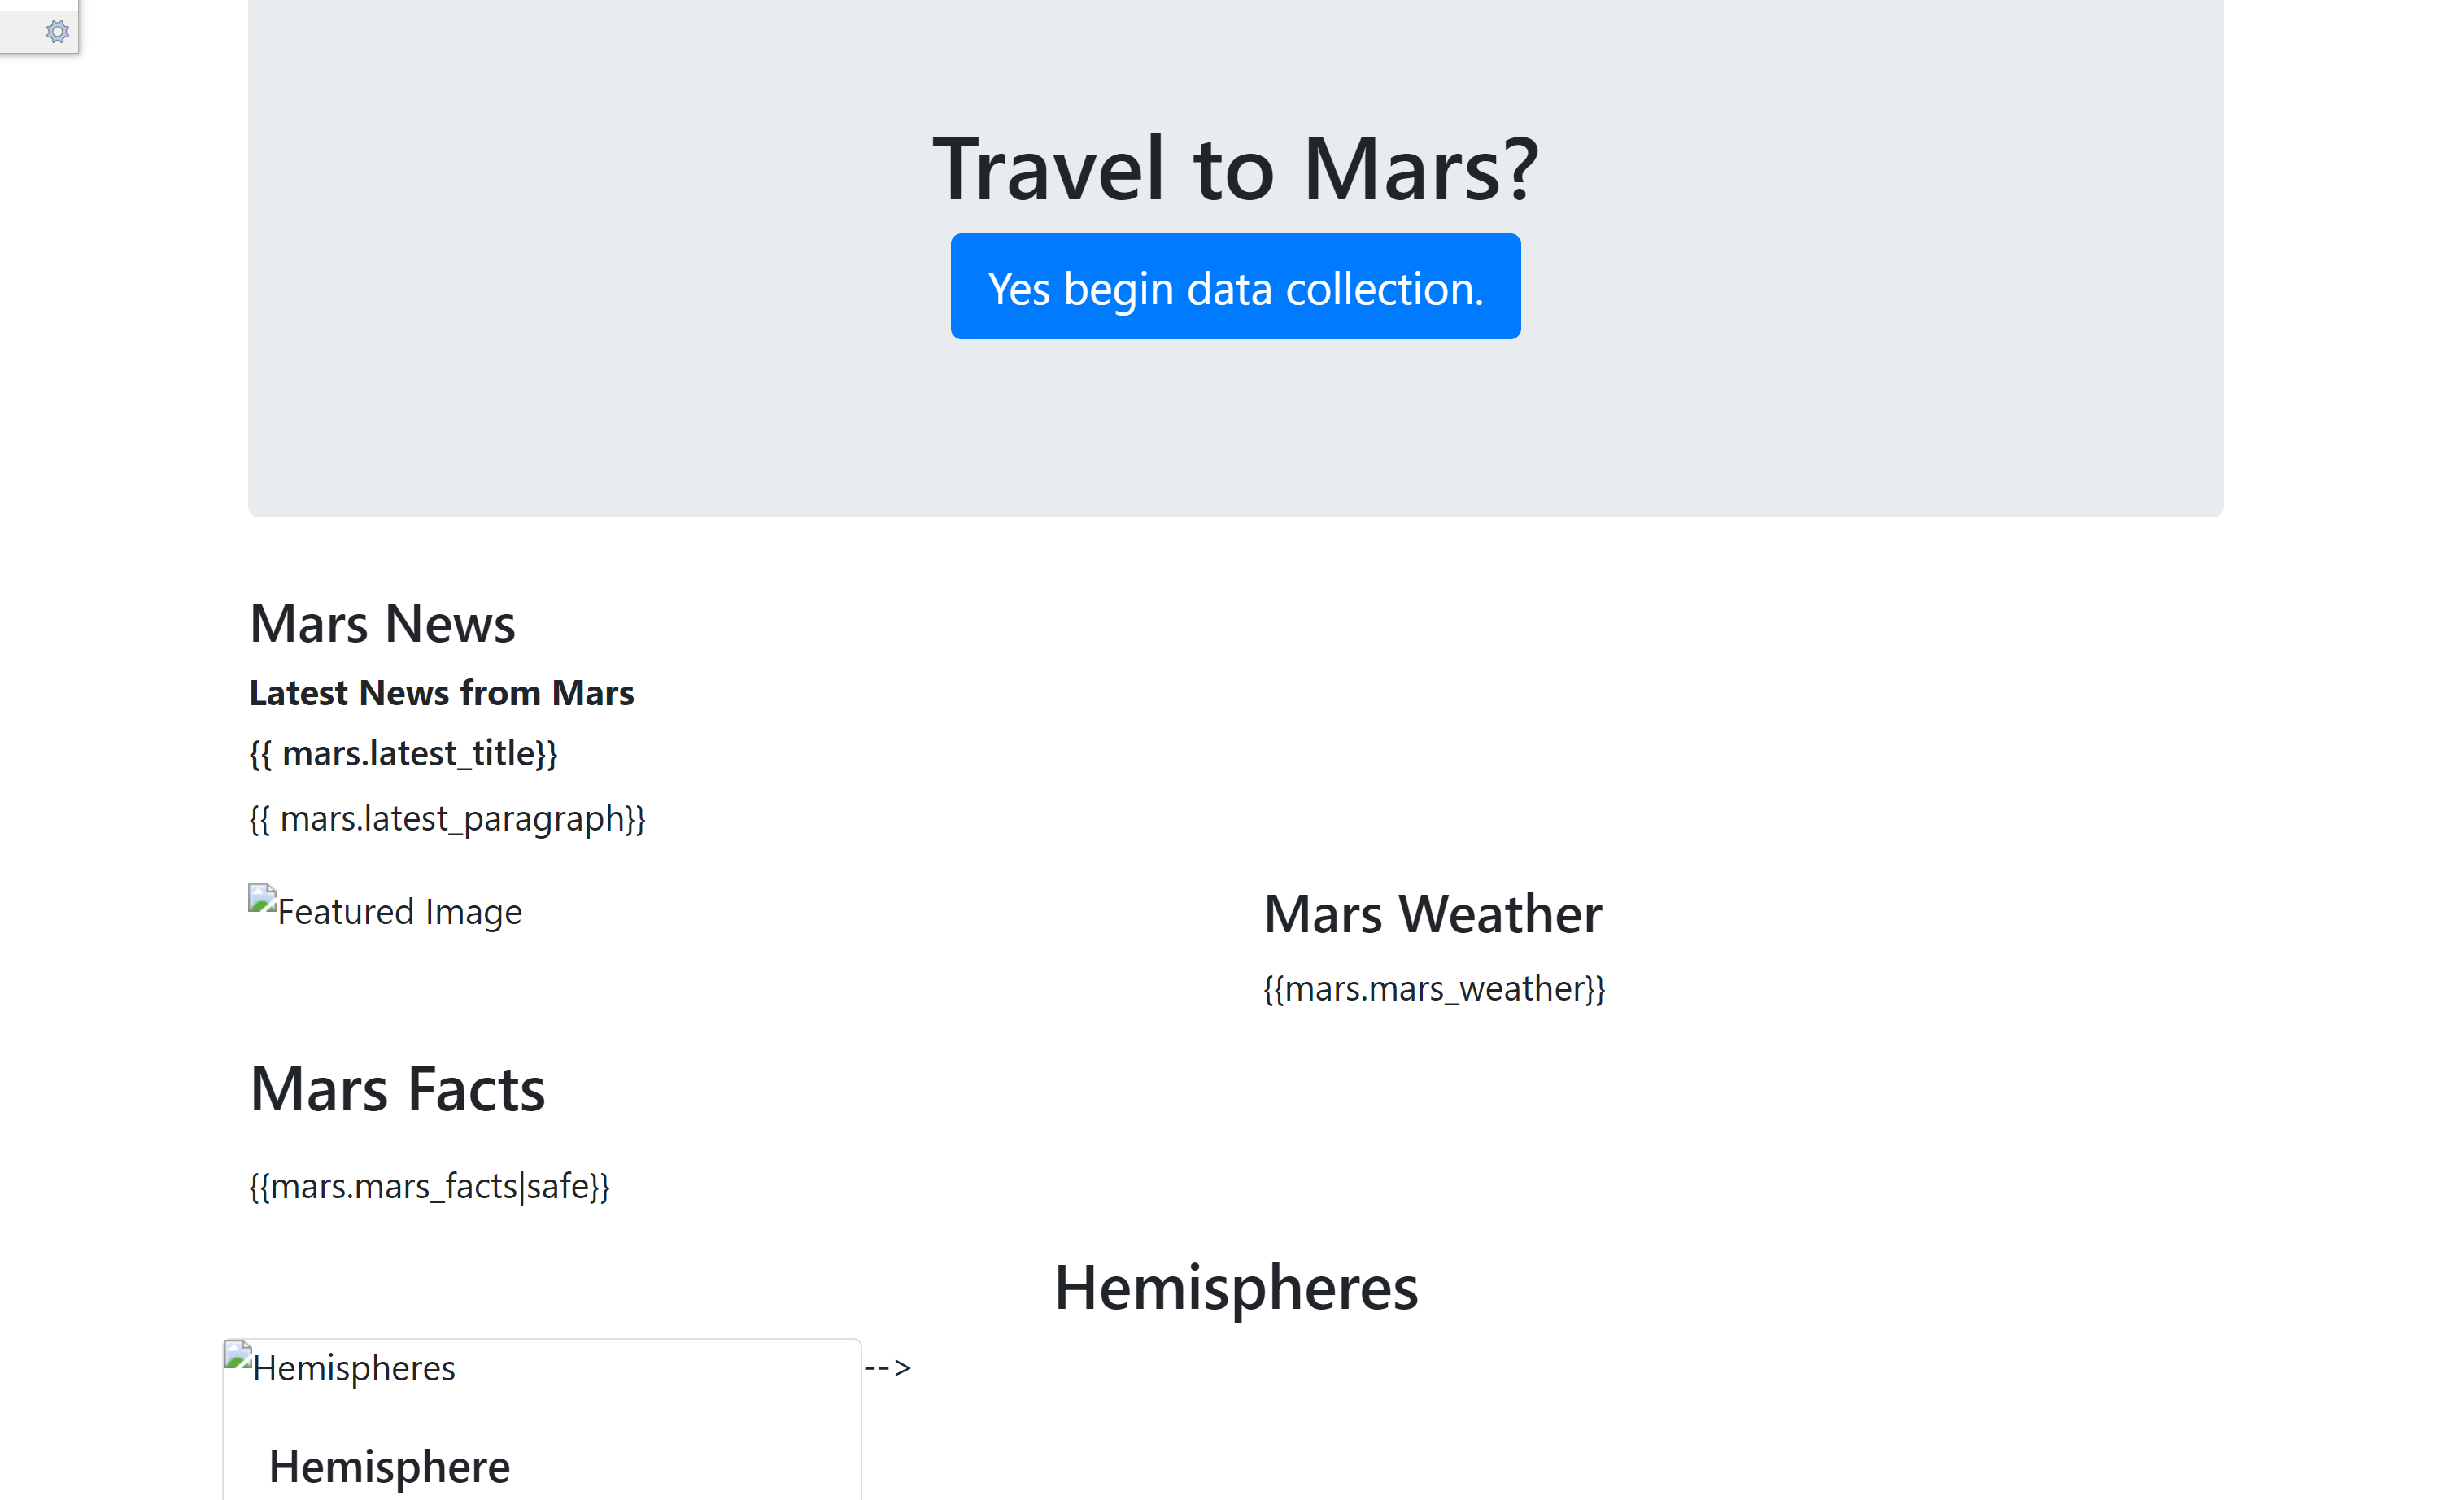 Travel to Mars?
Yes begin data collection.
Mars News
Latest News from Mars
{{ mars.latest_title}}
{{ mars.latest_paragraph}}
Featured Image
Mars Weather
{{mars.mars_weather}}
Mars Facts
{{mars.mars_facts|safe}}
Hemispheres
Hemispheres
-->
Hemisphere